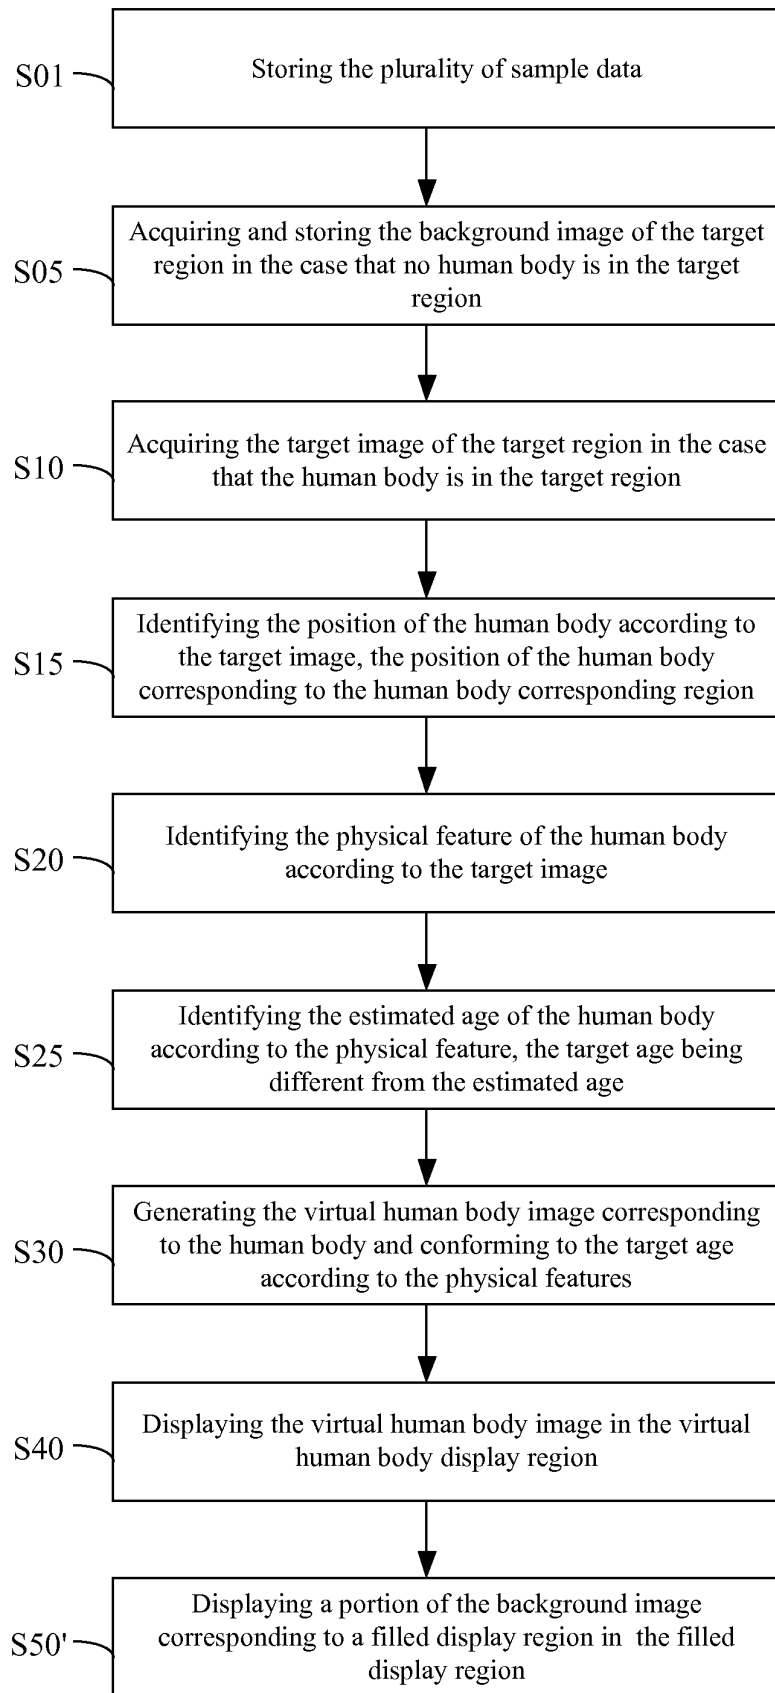 S01
Storing the plurality of sample data
S05
Acquiring and storing the background image of the target
region in the case that no human body is in the target
region
S10
Acquiring the target image of the target region in the case
that the human body is in the target region
S15
Identifying the position of the human body according to
the target image, the position of the human body
corresponding to the human body corresponding region
S20
Identifying the physical feature of the human body
according to the target image
S25
Identifying the estimated age of the human body
according to the physical feature, the target age being
different from the estimated age
S30
Generating the virtual human body image corresponding
to the human body and conforming to the target age
according to the physical features
S40
Displaying the virtual human body image in the virtual
human body display region
S50'
Displaying a portion of the background image
corresponding to a filled display region in the filled
display region